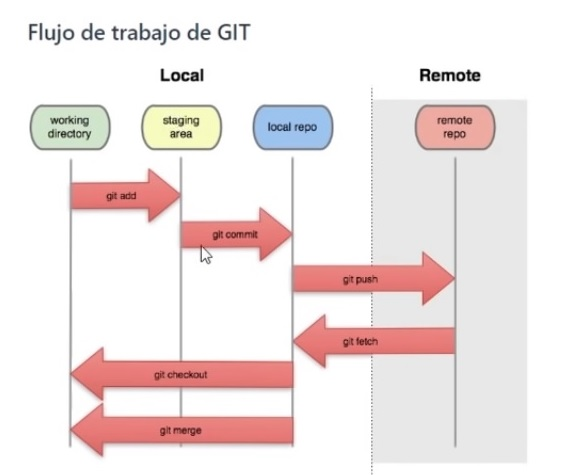 Flujo de trabajo de GIT
Local
Remote
working
directory
staging
area
local repo
remote
repo
git add
git commit
git push
git fetch
git checkout
git merge